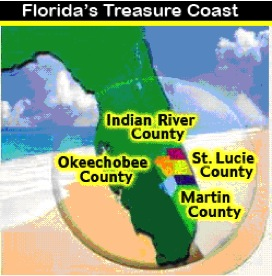 Florida's Treasure Coast
Indian River
County
Okeechobee
County
St. Lucie
County
Martin
County